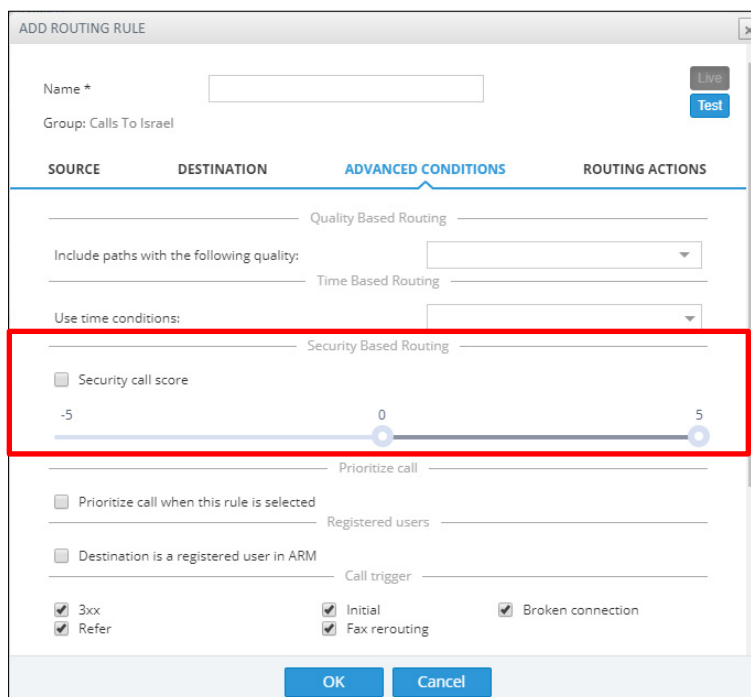 ADD ROUTING RULE
Name *
Live
Test
Group: Calls To Israel
SOURCE DESTINATION ADVANCED CONDITIONS ROUTING ACTIONS
Quality Based Routing
Include paths with the following quality:
Time Based Routing
Use time conditions:
Security Based Routing
Security call score
-5 0 5
Prioritize call
Prioritize call when this rule is selected
Registered users
Destination is a registered user in ARM
Call trigger
3xx Initial Broken connection
Refer Fax rerouting
OK Cancel